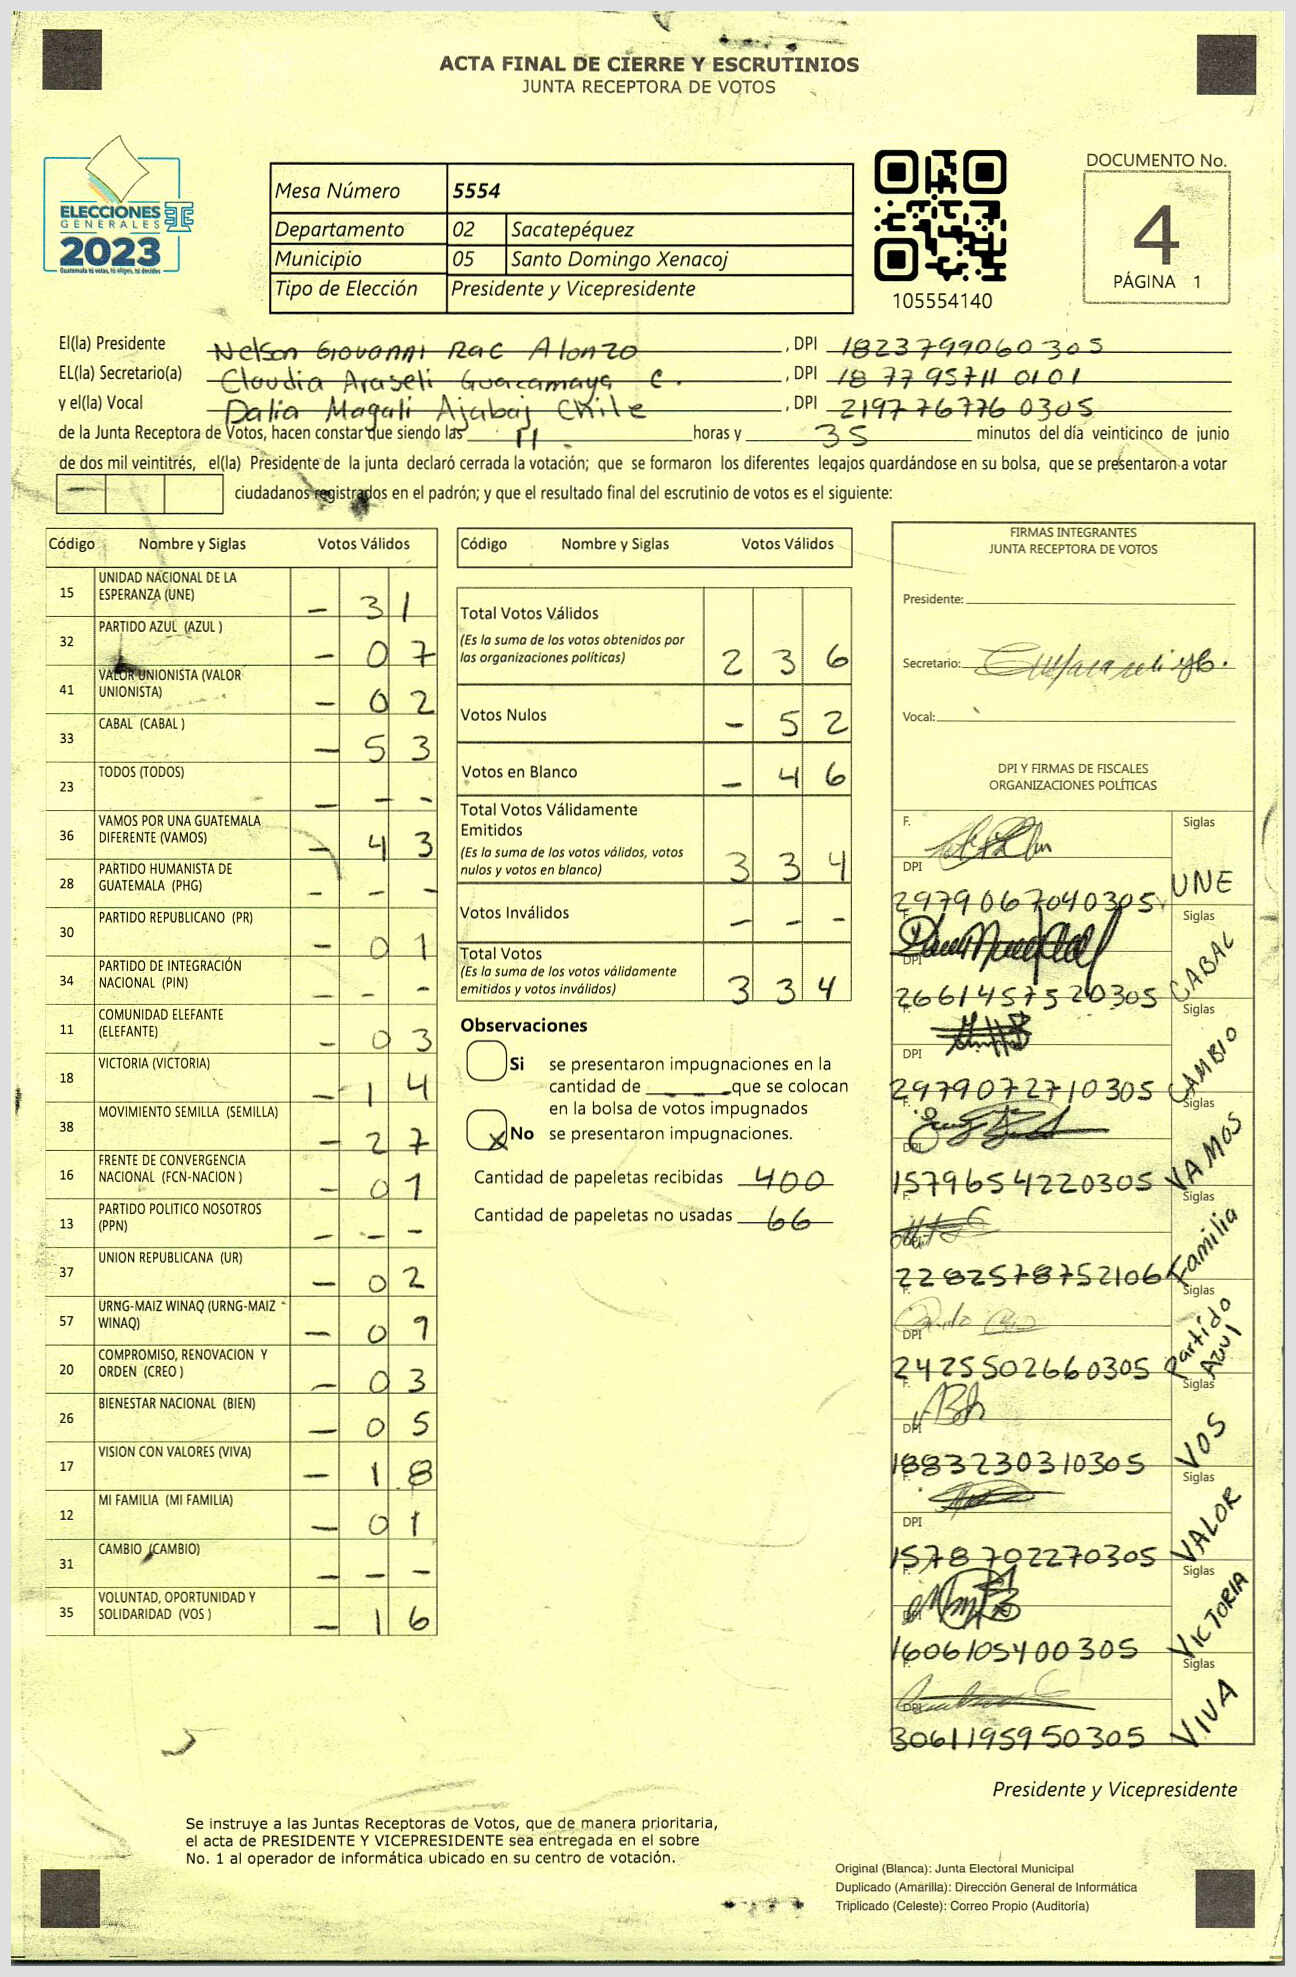 ACTA FINAL DE CIERRE Y ESCRUTINIOS
JUNTA RECEPTORA DE VOTOS
ELECCIONES
GENERALES
2023
Guatemala tú votas, tú eliges, tú decides
Mesa Número 5554
Departamento 02 Sacatepéquez
Municipio 05 Santo Domingo Xenacoj
Tipo de Elección Presidente y Vicepresidente
105554140
DOCUMENTO No.
4
PÁGINA 1
El(la) Presidente Nelson Giovanni Rac Alonzo, DPI 1823799060305
EL(la) Secretario(a) Claudia Araseli Guacamaya C., DPI 1877957110101
y el(la) Vocal Dalia Magali Ajabaj Chile, DPI 2197767760305
de la Junta Receptora de Votos, hacen constar que siendo las 11 horas y 35 minutos del día veinticinco de junio
de dos mil veintitrés, el(la) Presidente de la junta declaró cerrada la votación; que se formaron los diferentes legajos guardándose en su bolsa, que se presentaron a votar
— ciudadanos registrados en el padrón; y que el resultado final del escrutinio de votos es el siguiente:
Código Nombre y Siglas Votos Válidos
15 UNIDAD NACIONAL DE LA ESPERANZA (UNE) - 3 1
32 PARTIDO AZUL (AZUL ) - 0 7
41 VALOR UNIONISTA (VALOR UNIONISTA) - 0 2
33 CABAL (CABAL ) - 5 3
23 TODOS (TODOS) - - -
36 VAMOS POR UNA GUATEMALA DIFERENTE (VAMOS) - 4 3
28 PARTIDO HUMANISTA DE GUATEMALA (PHG) - - -
30 PARTIDO REPUBLICANO (PR) - 0 1
34 PARTIDO DE INTEGRACIÓN NACIONAL (PIN) - - -
11 COMUNIDAD ELEFANTE (ELEFANTE) - 0 3
18 VICTORIA (VICTORIA) - 1 4
38 MOVIMIENTO SEMILLA (SEMILLA) - 2 7
16 FRENTE DE CONVERGENCIA NACIONAL (FCN-NACION ) - 0 1
13 PARTIDO POLITICO NOSOTROS (PPN) - - -
37 UNION REPUBLICANA (UR) - 0 2
57 URNG-MAIZ WINAQ (URNG-MAIZ WINAQ) - 0 9
20 COMPROMISO, RENOVACION Y ORDEN (CREO ) - 0 3
26 BIENESTAR NACIONAL (BIEN) - 0 5
17 VISION CON VALORES (VIVA) - 1 8
12 MI FAMILIA (MI FAMILIA) - 0 1
31 CAMBIO (CAMBIO) - - -
35 VOLUNTAD, OPORTUNIDAD Y SOLIDARIDAD (VOS ) - 1 6
Código Nombre y Siglas Votos Válidos
Total Votos Válidos 2 3 6
(Es la suma de los votos obtenidos por
las organizaciones políticas)
Votos Nulos - 5 2
Votos en Blanco - 4 6
Total Votos Válidamente
Emitidos 3 3 4
(Es la suma de los votos válidos, votos
nulos y votos en blanco)
Votos Inválidos - - -
Total Votos 3 3 4
(Es la suma de los votos válidamente
emitidos y votos inválidos)
Observaciones
Si se presentaron impugnaciones en la
cantidad de - - - que se colocan
en la bolsa de votos impugnados
X No se presentaron impugnaciones.
Cantidad de papeletas recibidas 400
Cantidad de papeletas no usadas 66
FIRMAS INTEGRANTES
JUNTA RECEPTORA DE VOTOS
Presidente:
Secretario:
Vocal:
DPI Y FIRMAS DE FISCALES
ORGANIZACIONES POLÍTICAS
F. Siglas
DPI 2979067040305 UNE
F. Siglas
DPI 2661457520305 CABAL
F. Siglas
DPI 2979072710305 CAMBIO
F. Siglas
DPI 1579654220305 VAMOS
F. Siglas
2282578752106 Familia
F. Siglas
DPI 2425502660305 Partido Azul
F. Siglas
DPI 1883230310305 VOS
F. Siglas
DPI 1578702270305 VALOR
F. Siglas
DPI 1606105400305 VICTORIA
F. Siglas
DPI 3061195950305 VIVA
Presidente y Vicepresidente
Se instruye a las Juntas Receptoras de Votos, que de manera prioritaria,
el acta de PRESIDENTE Y VICEPRESIDENTE sea entregada en el sobre
No. 1 al operador de informática ubicado en su centro de votación.
Original (Blanca): Junta Electoral Municipal
Duplicado (Amarilla): Dirección General de Informática
Triplicado (Celeste): Correo Propio (Auditoría)